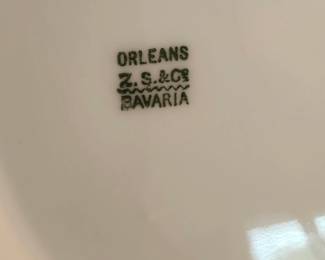 ORLEANS
Z. S. & Co
BAVARIA